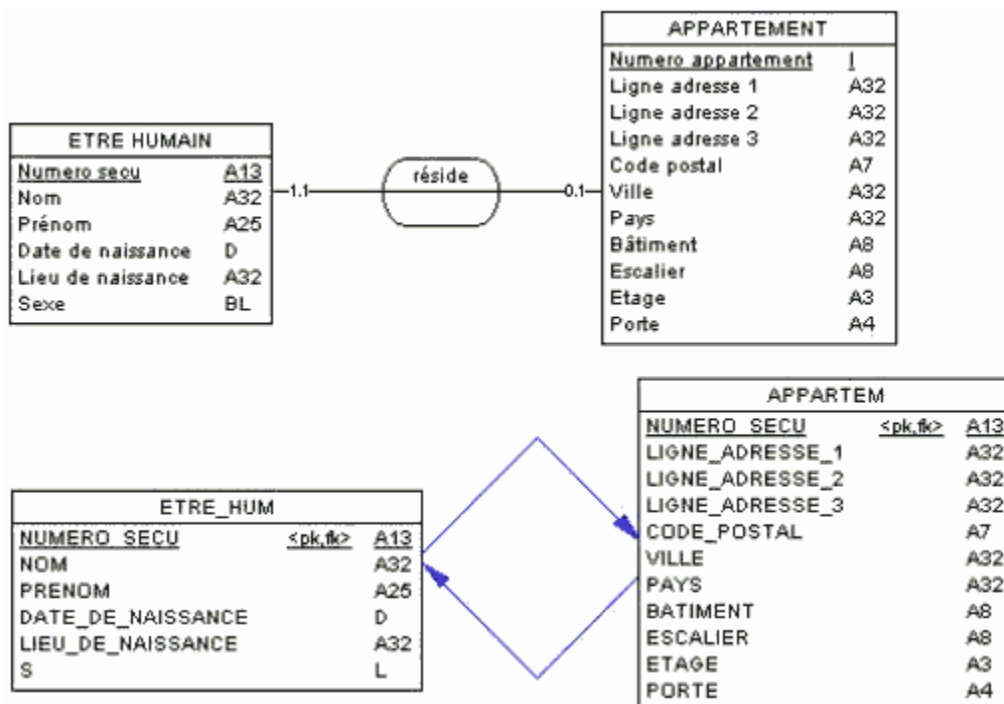 ETRE HUMAIN
Numero secu A13
Nom A32
Prénom A25
Date de naissance D
Lieu de naissance A32
Sexe BL
1.1
réside
0.1
APPARTEMENT
Numero appartement I
Ligne adresse 1 A32
Ligne adresse 2 A32
Ligne adresse 3 A32
Code postal A7
Ville A32
Pays A32
Bâtiment A8
Escalier A8
Etage A3
Porte A4
ETRE_HUM
NUMERO_SECU <pk,fk> A13
NOM A32
PRENOM A25
DATE_DE_NAISSANCE D
LIEU_DE_NAISSANCE A32
S L
APPARTEM
NUMERO_SECU <pk,fk> A13
LIGNE_ADRESSE_1 A32
LIGNE_ADRESSE_2 A32
LIGNE_ADRESSE_3 A32
CODE_POSTAL A7
VILLE A32
PAYS A32
BATIMENT A8
ESCALIER A8
ETAGE A3
PORTE A4